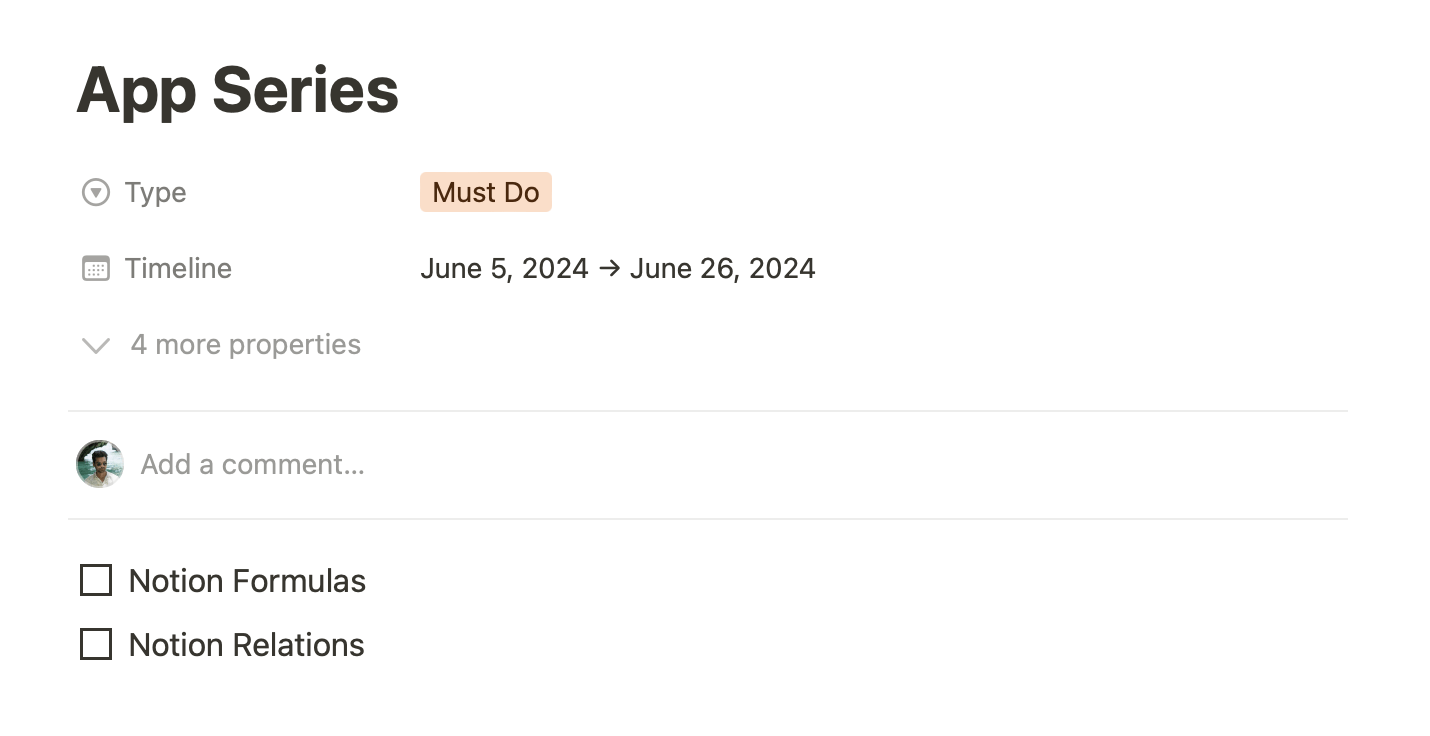 App Series
Type Must Do
Timeline June 5, 2024 → June 26, 2024
4 more properties
Add a comment...
Notion Formulas
Notion Relations